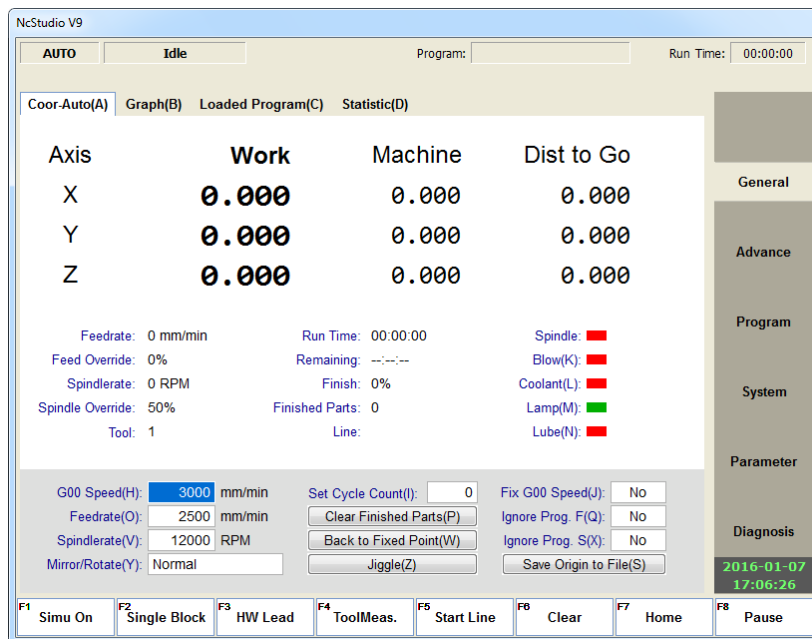 NcStudio V9
AUTO Idle Program: Run Time: 00:00:00
Coor-Auto(A) Graph(B) Loaded Program(C) Statistic(D)
Axis Work Machine Dist to Go
X 0.000 0.000 0.000
Y 0.000 0.000 0.000
Z 0.000 0.000 0.000
Feedrate: 0 mm/min Run Time: 00:00:00 Spindle:
Feed Override: 0% Remaining: --:--:-- Blow(K):
Spindlerate: 0 RPM Finish: 0% Coolant(L):
Spindle Override: 50% Finished Parts: 0 Lamp(M):
Tool: 1 Line: Lube(N):
G00 Speed(H): 3000 mm/min Set Cycle Count(I): 0 Fix G00 Speed(J): No
Feedrate(O): 2500 mm/min Clear Finished Parts(P) Ignore Prog. F(Q): No
Spindlerate(V): 12000 RPM Back to Fixed Point(W) Ignore Prog. S(X): No
Mirror/Rotate(Y): Normal Jiggle(Z) Save Origin to File(S)
General
Advance
Program
System
Parameter
Diagnosis
2016-01-07
17:06:26
F1 Simu On F2 Single Block F3 HW Lead F4 ToolMeas. F5 Start Line F6 Clear F7 Home F8 Pause